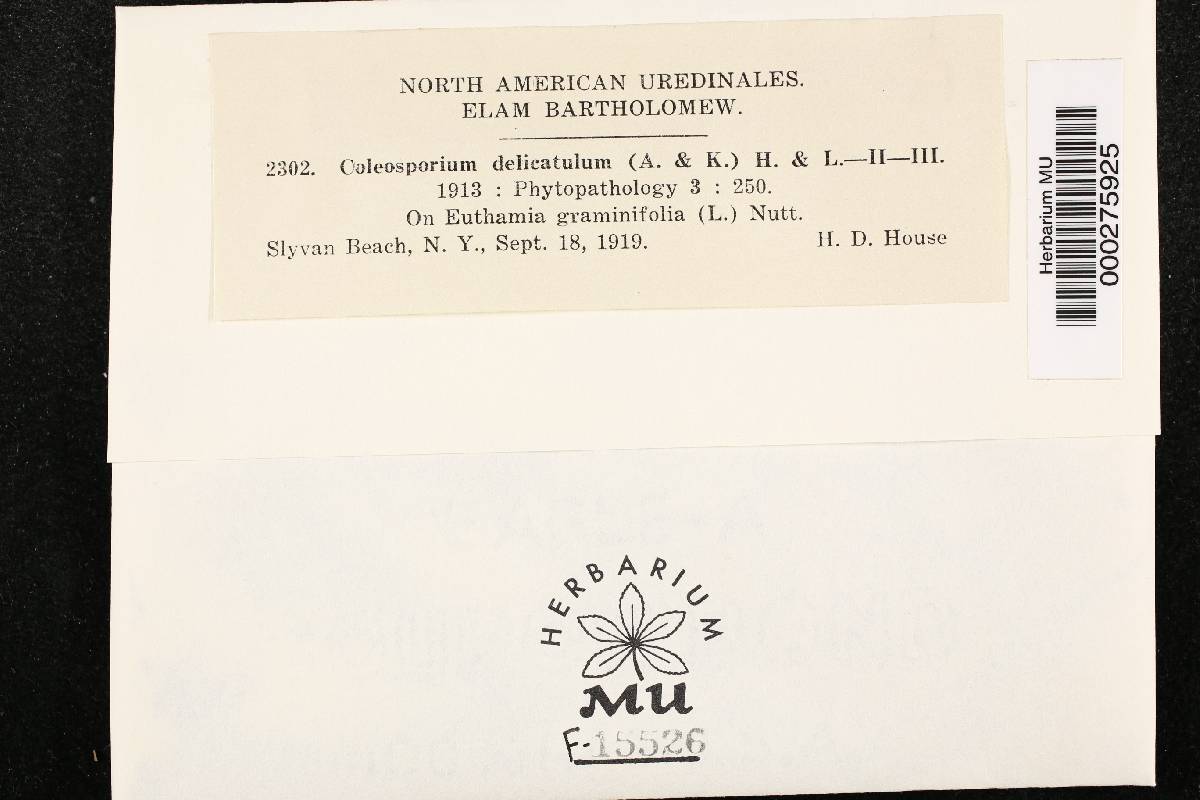 NORTH AMERICAN UREDINALES.
ELAM BARTHOLOMEW.
2302. Coleosporium delicatulum (A. & K.) H. & L.—II—III.
1913 : Phytopathology 3 : 250.
On Euthamia graminifolia (L.) Nutt.
Slyvan Beach, N. Y., Sept. 18, 1919. H. D. House
Herbarium MU
000275925
HERBARIUM
MU
F-15526